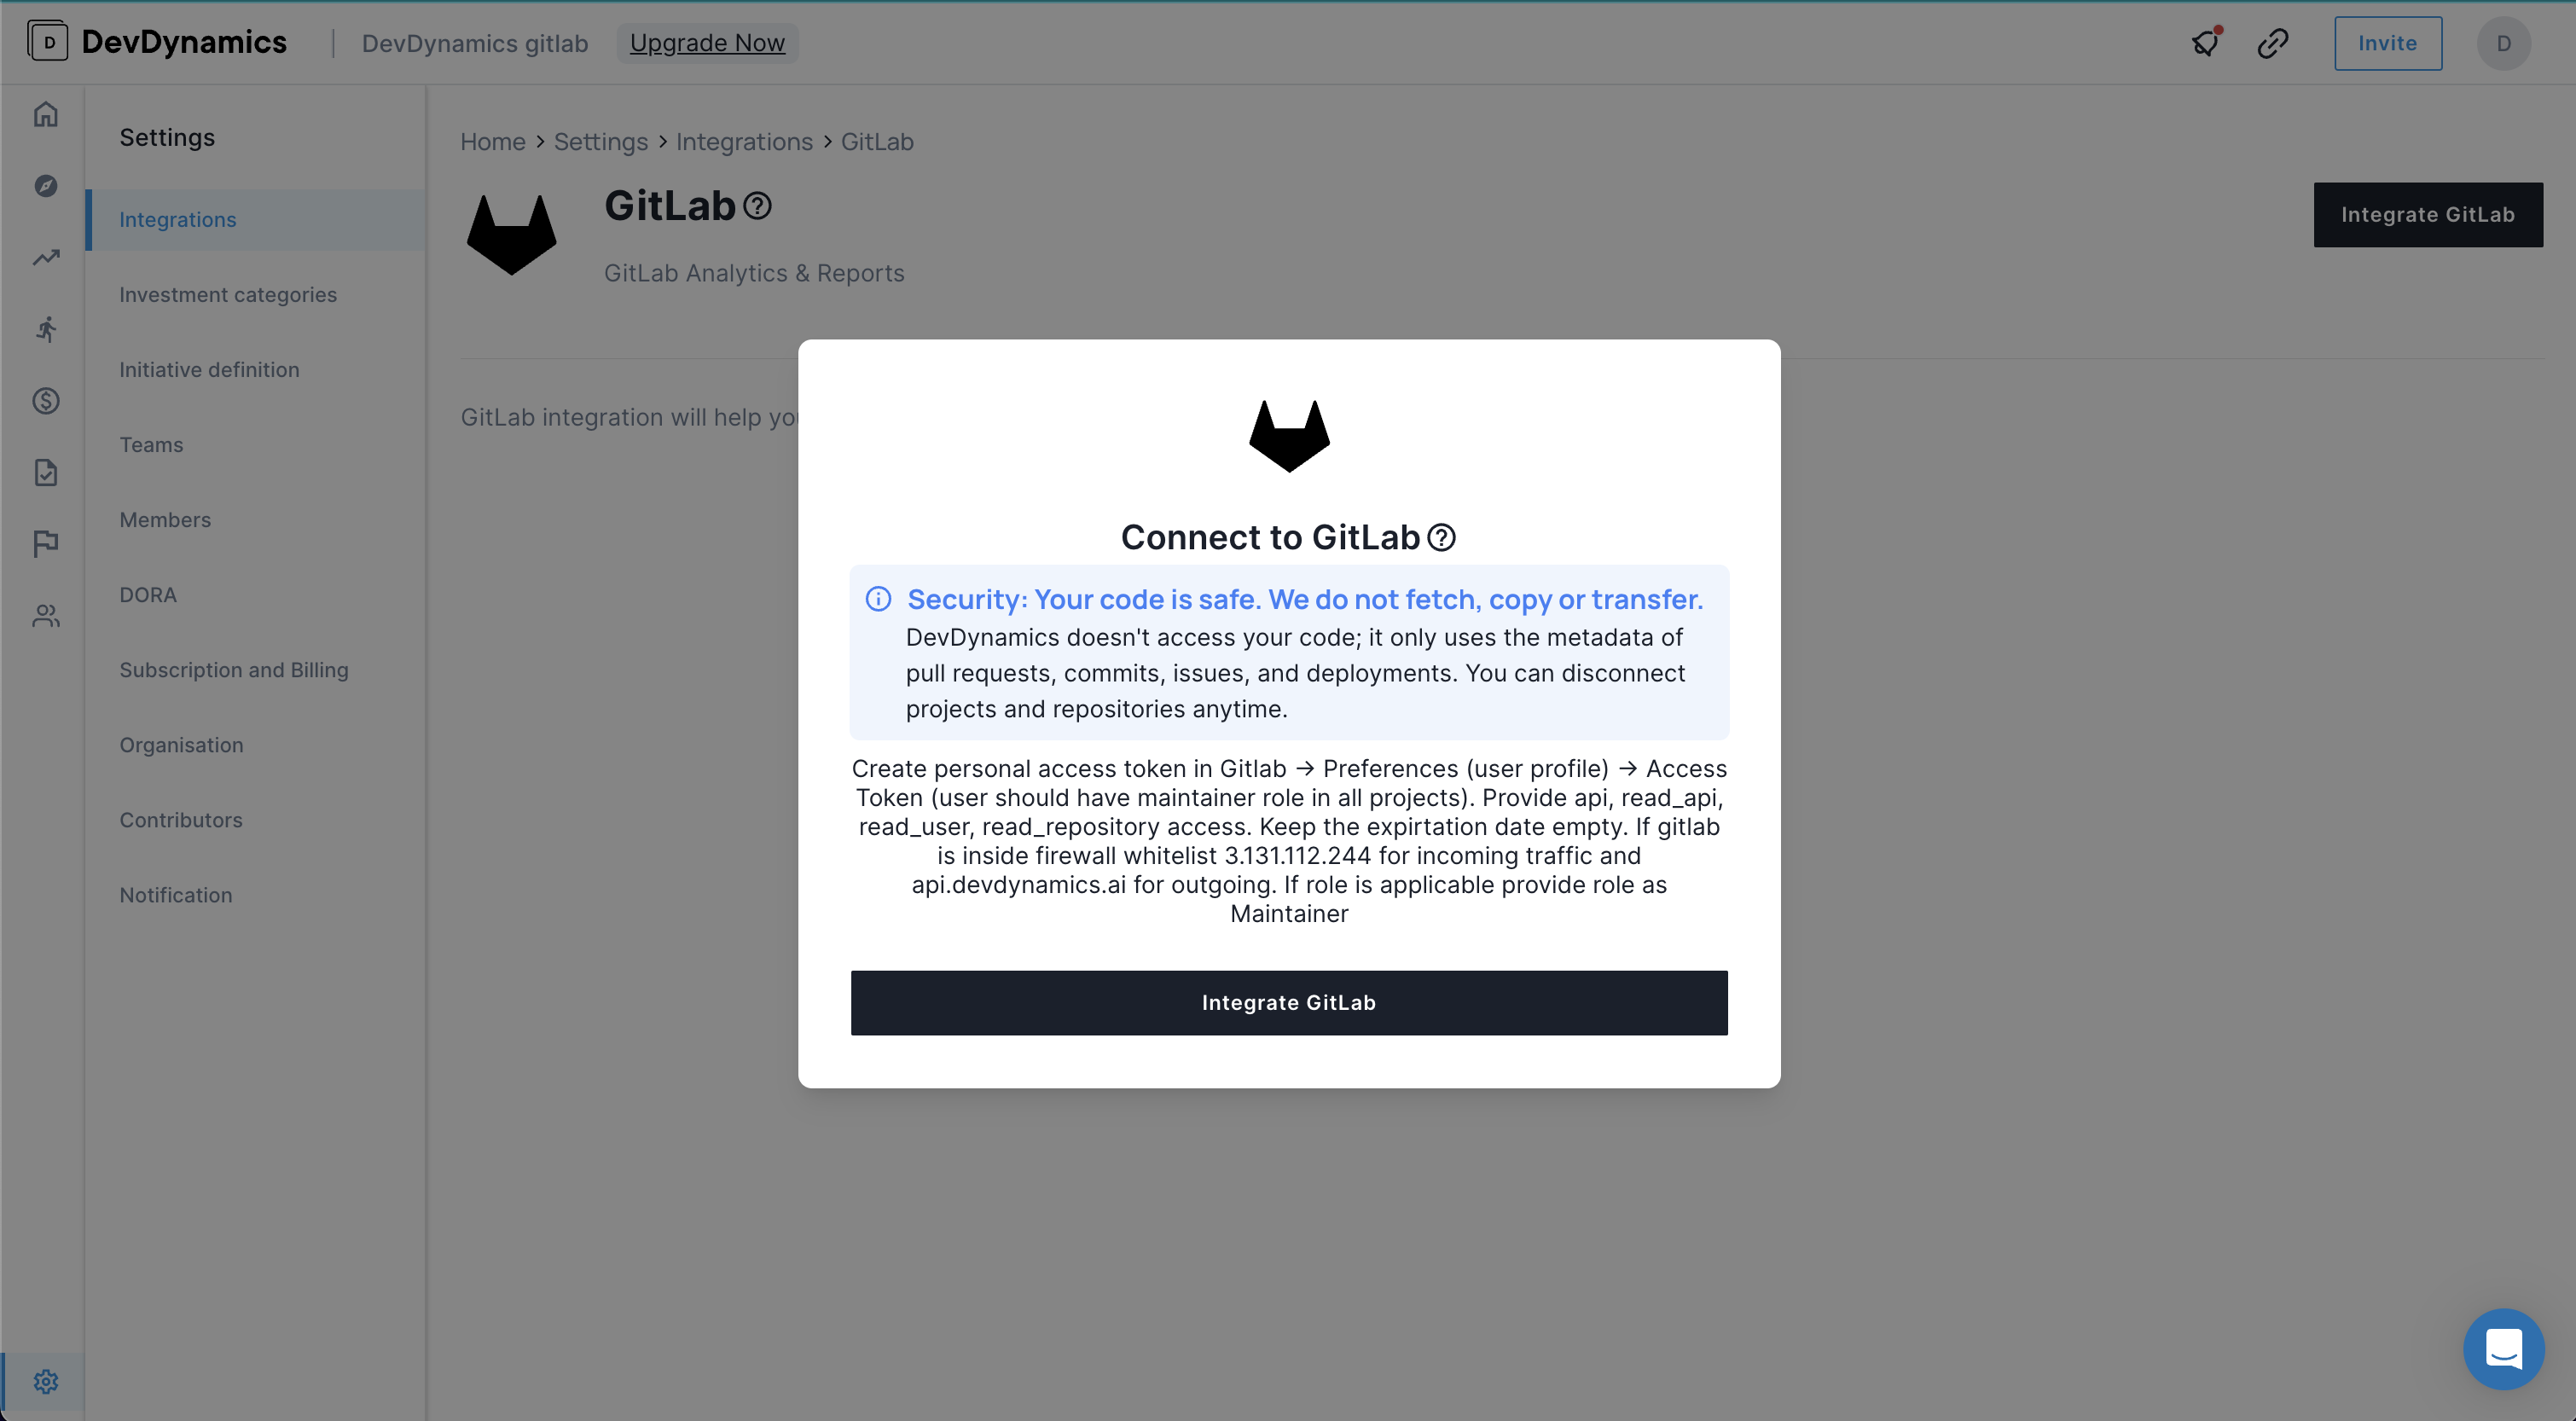 D DevDynamics | DevDynamics gitlab Upgrade Now Invite D
Settings
Integrations
Investment categories
Initiative definition
Teams
Members
DORA
Subscription and Billing
Organisation
Contributors
Notification
Home > Settings > Integrations > GitLab
GitLab
Integrate GitLab
GitLab Analytics & Reports
GitLab integration will help
Connect to GitLab
Security: Your code is safe. We do not fetch, copy or transfer.
DevDynamics doesn't access your code; it only uses the metadata of
pull requests, commits, issues, and deployments. You can disconnect
projects and repositories anytime.
Create personal access token in Gitlab → Preferences (user profile) → Access
Token (user should have maintainer role in all projects). Provide api, read_api,
read_user, read_repository access. Keep the expirtation date empty. If gitlab
is inside firewall whitelist 3.131.112.244 for incoming traffic and
api.devdynamics.ai for outgoing. If role is applicable provide role as
Maintainer
Integrate GitLab